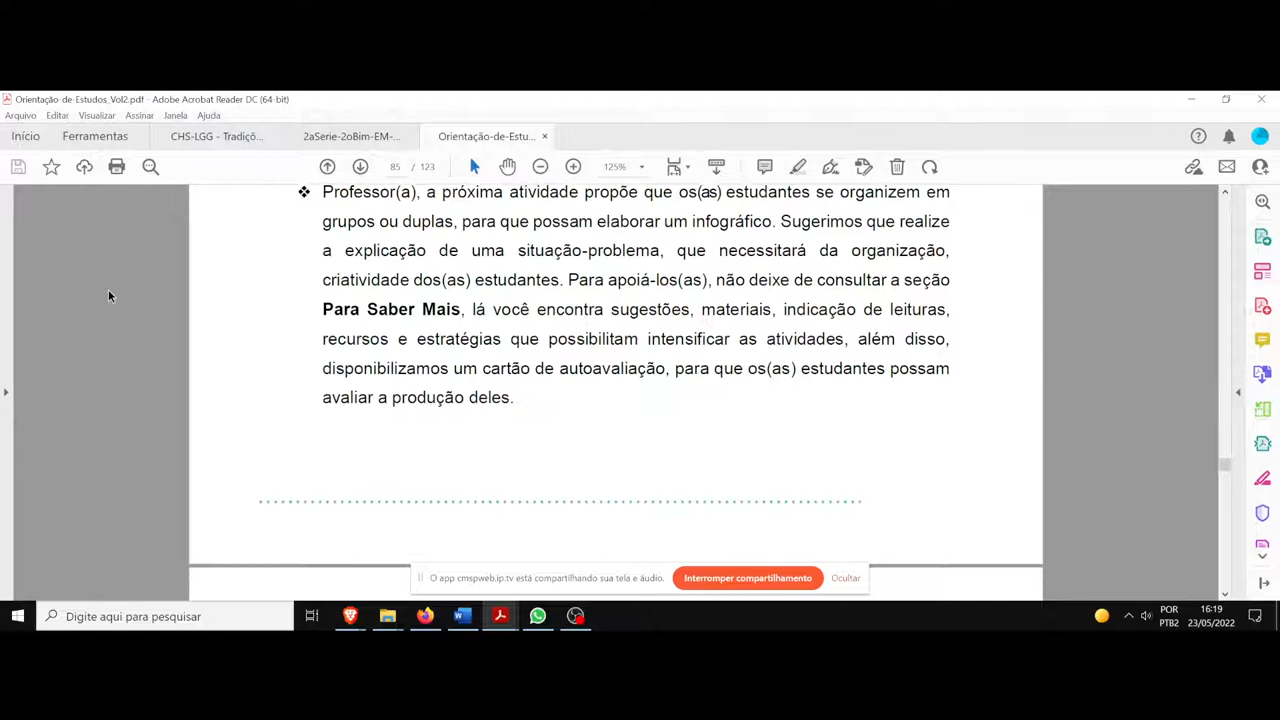 Orientação-de-Estudos_Vol2.pdf - Adobe Acrobat Reader DC (64-bit)
Arquivo Editar Visualizar Assinar Janela Ajuda
Início Ferramentas CHS-LGG - Tradiçõ... 2aSerie-2oBim-EM-... Orientação-de-Estu... ×
85 / 123 125%
❖ Professor(a), a próxima atividade propõe que os(as) estudantes se organizem em
grupos ou duplas, para que possam elaborar um infográfico. Sugerimos que realize
a explicação de uma situação-problema, que necessitará da organização,
criatividade dos(as) estudantes. Para apoiá-los(as), não deixe de consultar a seção
Para Saber Mais, lá você encontra sugestões, materiais, indicação de leituras,
recursos e estratégias que possibilitam intensificar as atividades, além disso,
disponibilizamos um cartão de autoavaliação, para que os(as) estudantes possam
avaliar a produção deles.
O app cmspweb.ip.tv está compartilhando sua tela e áudio. Interromper compartilhamento Ocultar
Digite aqui para pesquisar
POR
PTB2
16:19
23/05/2022